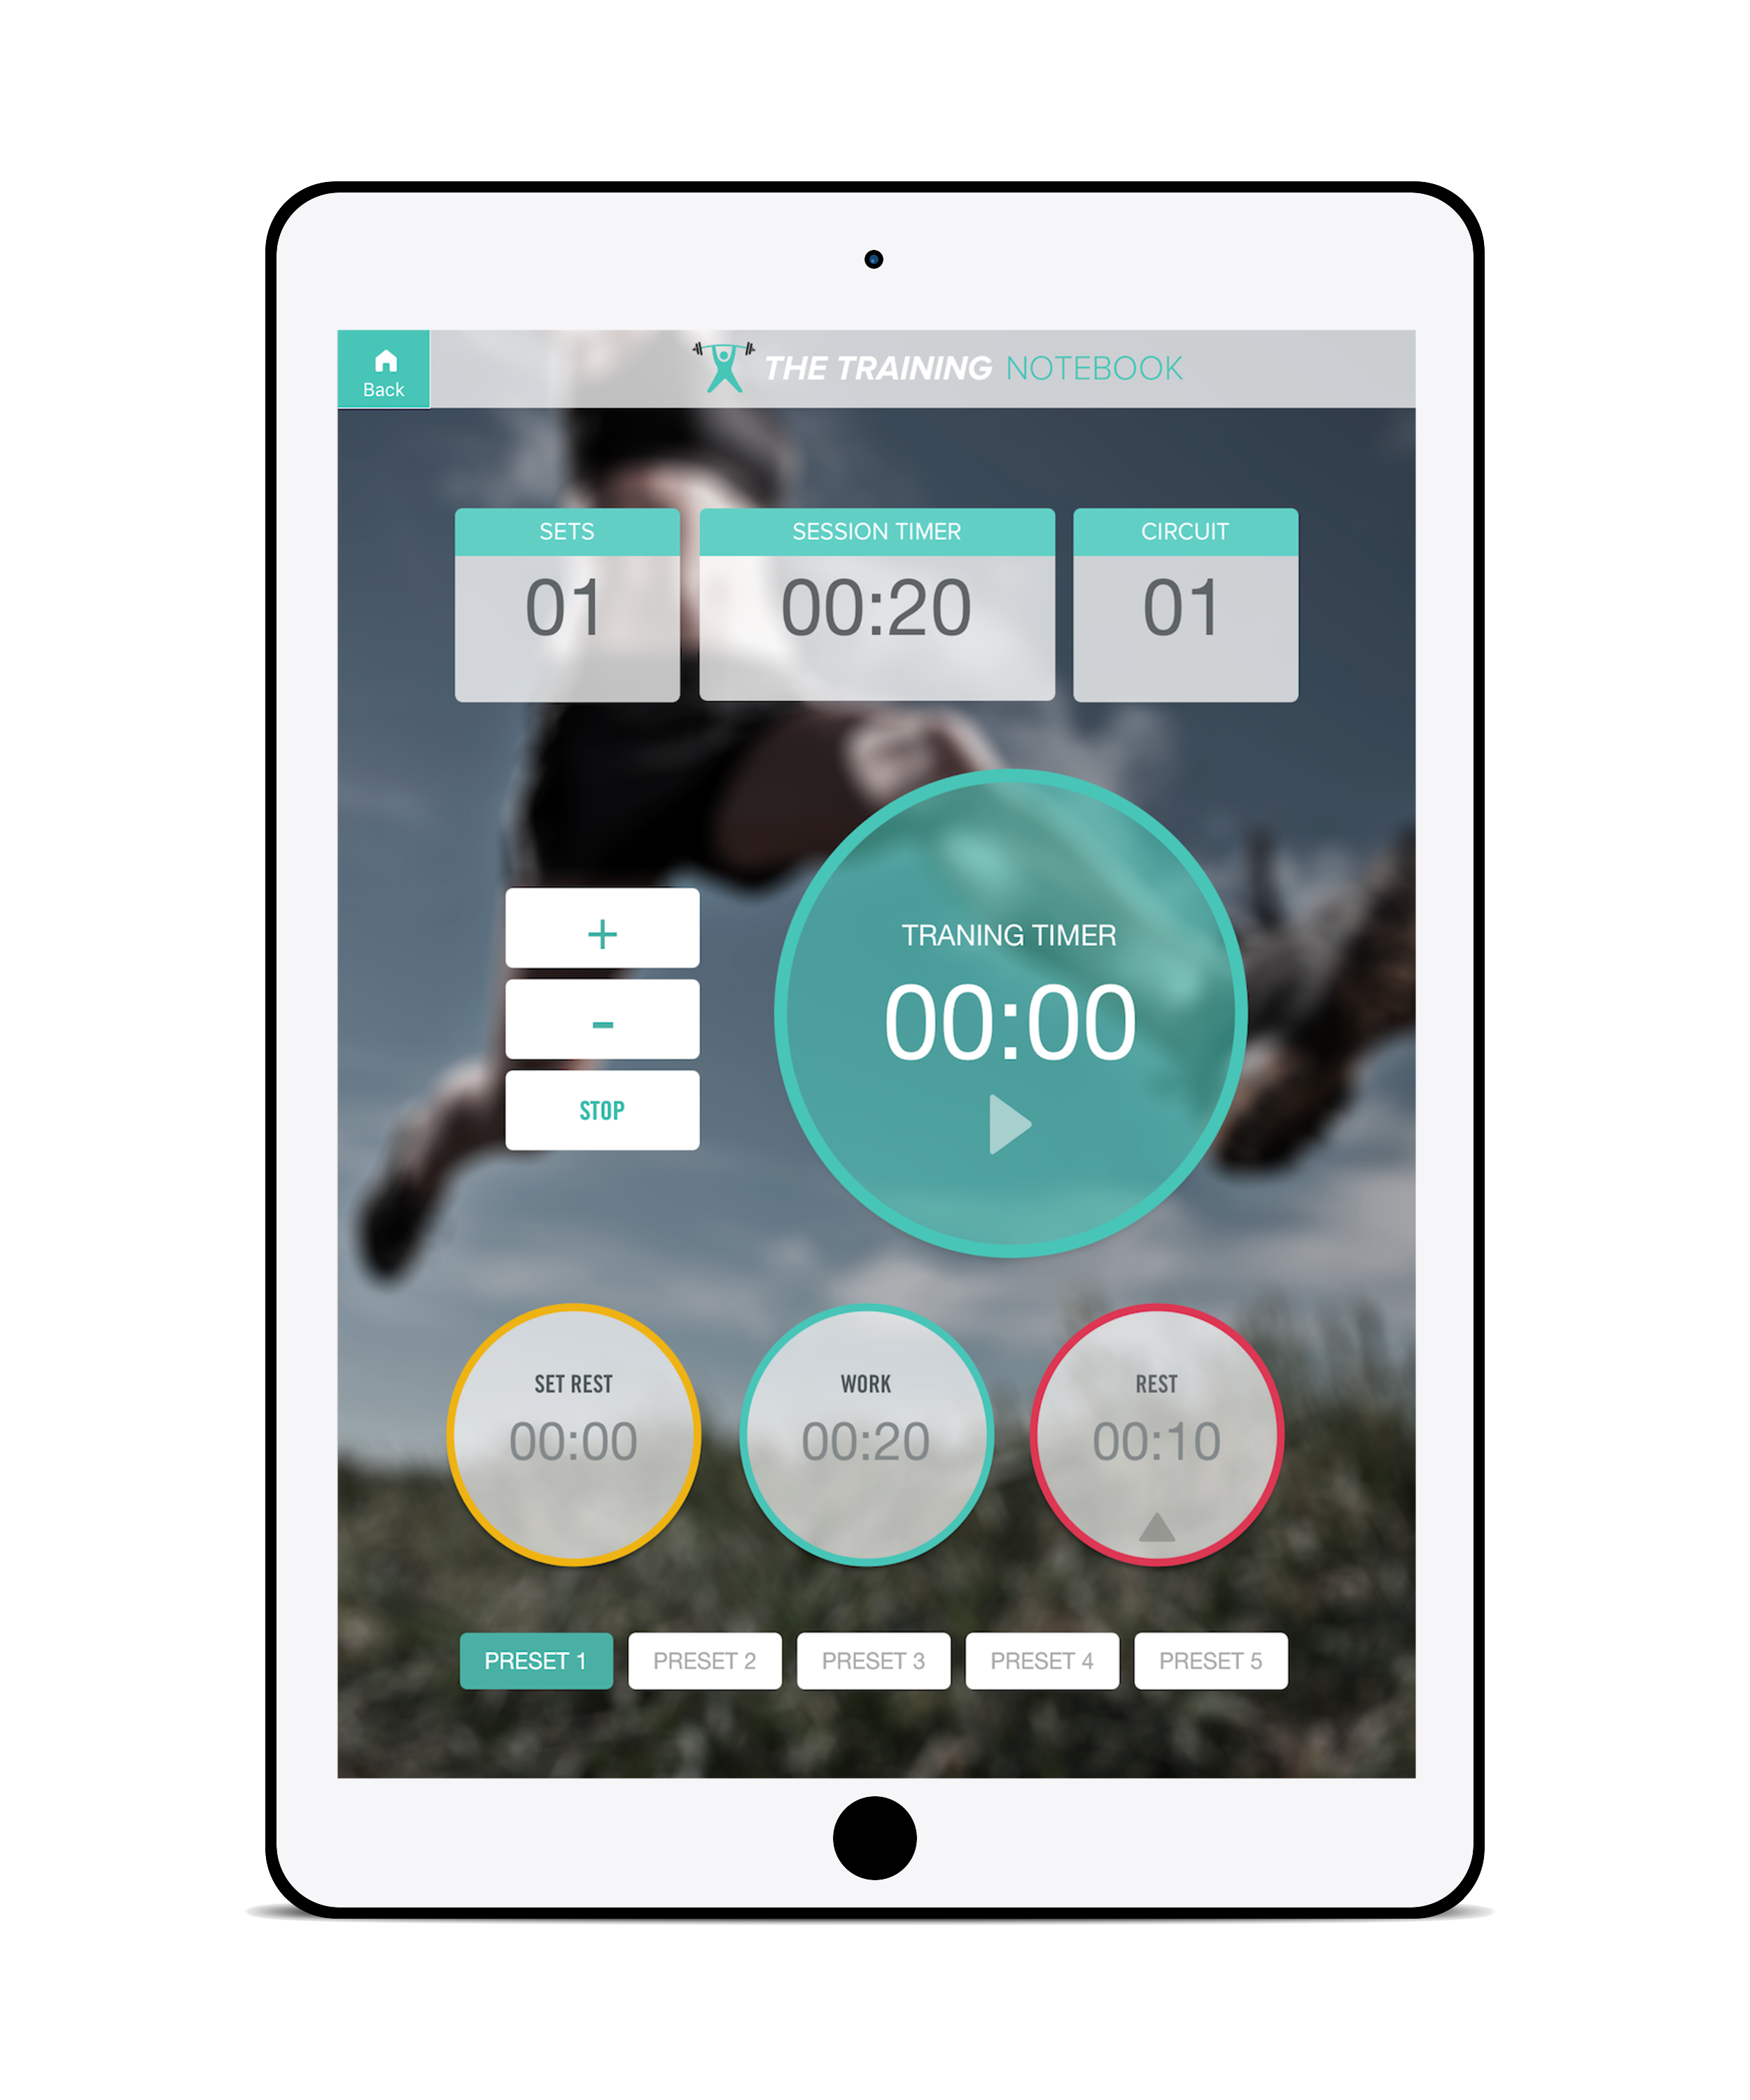 Back
THE TRAINING NOTEBOOK
SETS
SESSION TIMER
CIRCUIT
01
00:20
01
+
-
STOP
TRANING TIMER
00:00
SET REST
00:00
WORK
00:20
REST
00:10
PRESET 1
PRESET 2
PRESET 3
PRESET 4
PRESET 5